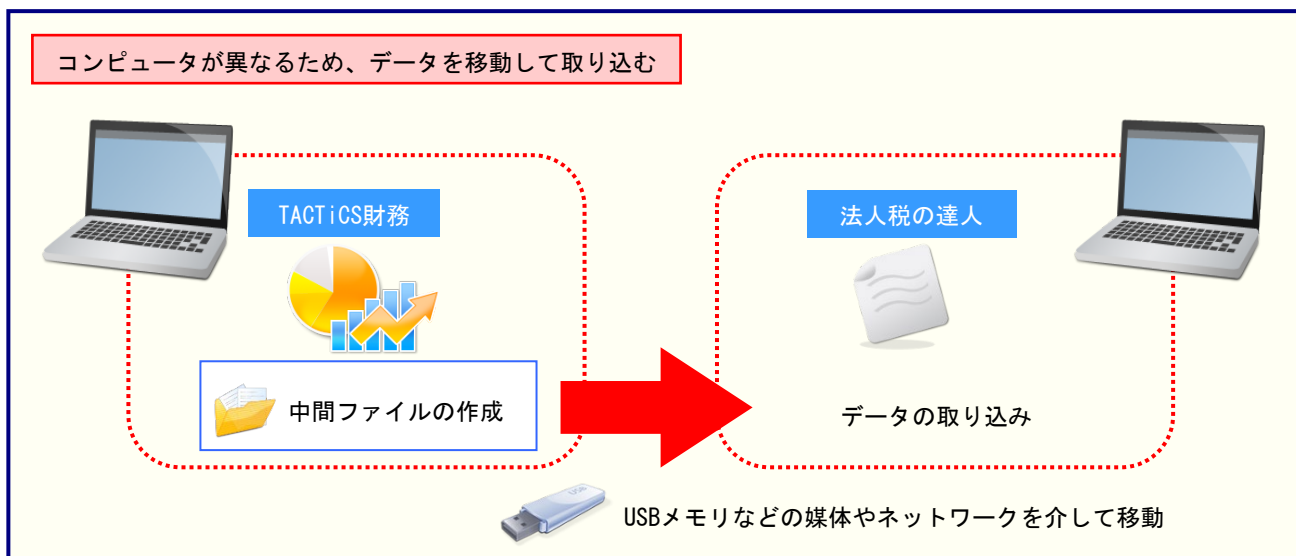 コンピュータが異なるため、データを移動して取り込む
TACTiCS財務
法人税の達人
中間ファイルの作成
データの取り込み
USB
USBメモリなどの媒体やネットワークを介して移動